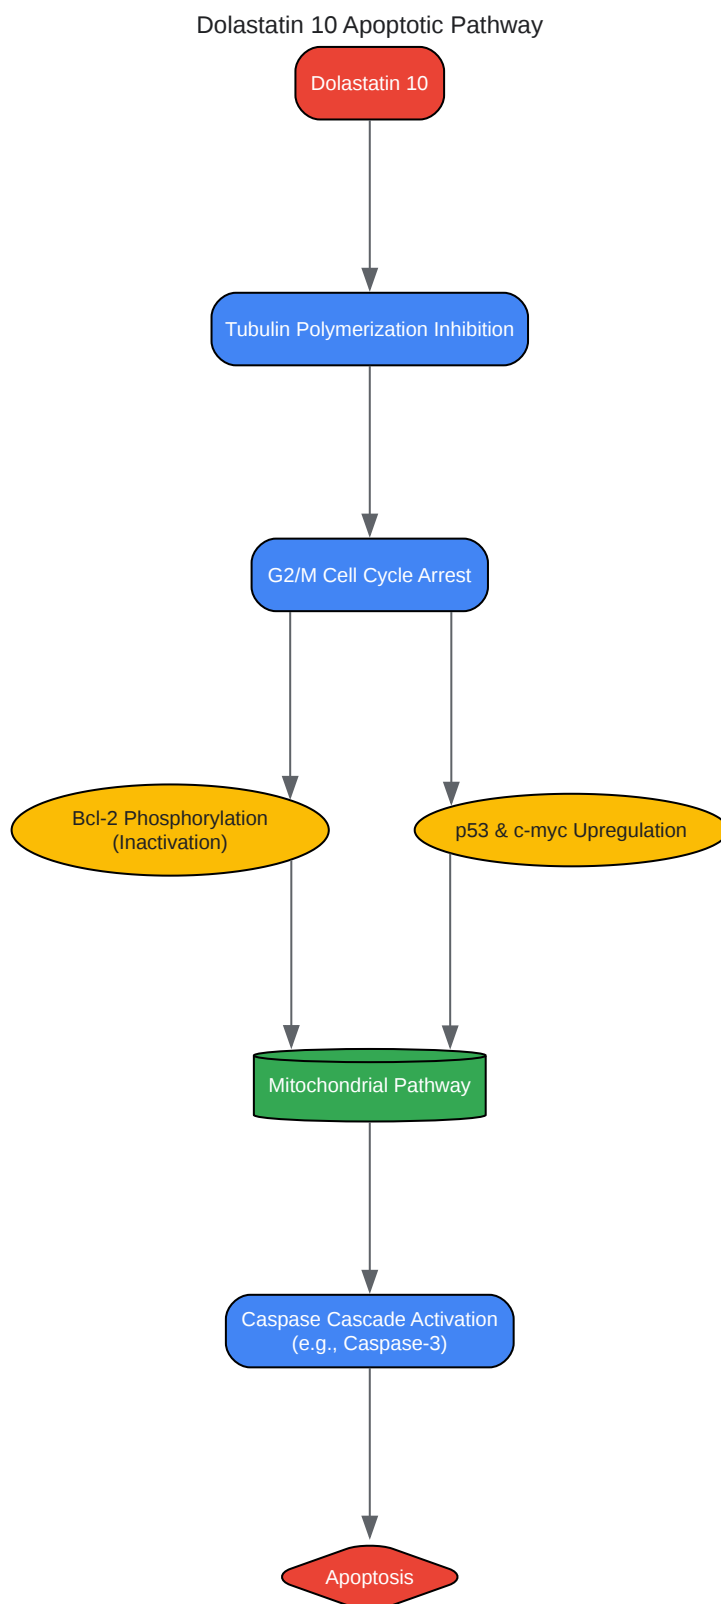 Dolastatin 10 Apoptotic Pathway
Dolastatin 10
Tubulin Polymerization Inhibition
G2/M Cell Cycle Arrest
Bcl-2 Phosphorylation
(Inactivation)
p53 & c-myc Upregulation
Mitochondrial Pathway
Caspase Cascade Activation
(e.g., Caspase-3)
Apoptosis